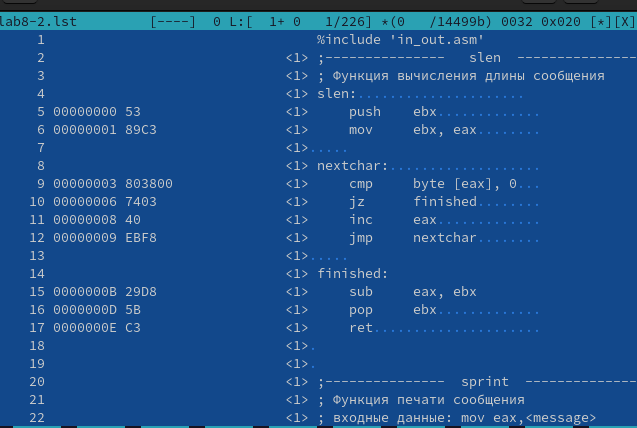 lab8-2.lst [----] 0 L:[ 1+ 0 1/226] *(0 /14499b) 0032 0x020 [*][X]
1 %include 'in_out.asm'
2 <1> ;--------------- slen --------------
3 <1> ; Функция вычисления длины сообщения
4 <1> slen:.....................
5 00000000 53 <1> push ebx.............
6 00000001 89C3 <1> mov ebx, eax........
7 <1>.....
8 <1> nextchar:...................
9 00000003 803800 <1> cmp byte [eax], 0...
10 00000006 7403 <1> jz finished........
11 00000008 40 <1> inc eax.............
12 00000009 EBF8 <1> jmp nextchar........
13 <1>.....
14 <1> finished:
15 0000000B 29D8 <1> sub eax, ebx
16 0000000D 5B <1> pop ebx.............
17 0000000E C3 <1> ret.....................
18 <1>.
19 <1>.
20 <1> ;--------------- sprint --------------
21 <1> ; Функция печати сообщения
22 <1> ; входные данные: mov eax,<message>